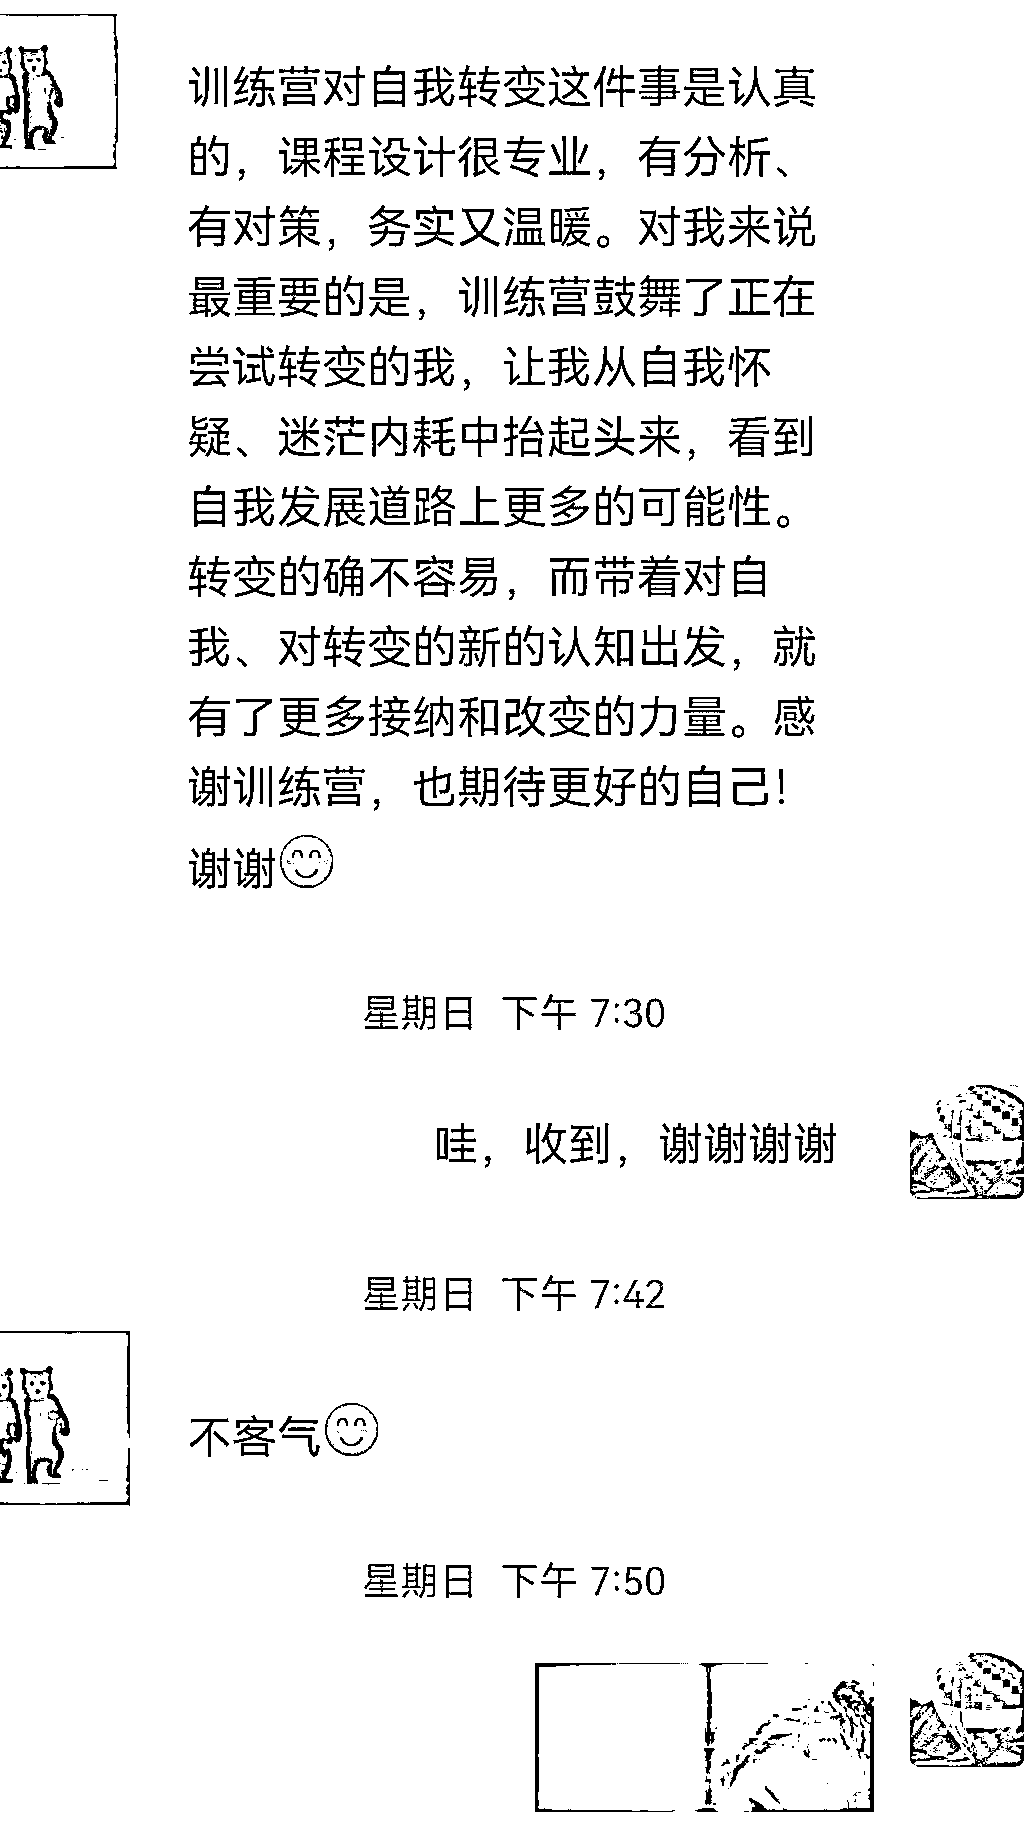 训练营对自我转变这件事是认真
的，课程设计很专业，有分析、
有对策，务实又温暖。对我来说
最重要的是，训练营鼓舞了正在
尝试转变的我，让我从自我怀
疑、迷茫内耗中抬起头来，看到
自我发展道路上更多的可能性。
转变的确不容易，而带着对自
我、对转变的新的认知出发，就
有了更多接纳和改变的力量。感
谢训练营，也期待更好的自己！
谢谢😊
星期日 下午 7:30
哇，收到，谢谢谢谢
星期日 下午 7:42
不客气😊
星期日 下午 7:50